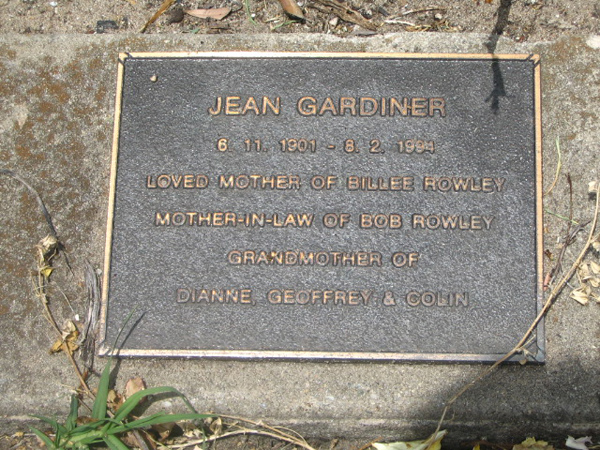 JEAN GARDINER
6. 11. 1901 - 8. 2. 1994
LOVED MOTHER OF BILLEE ROWLEY
MOTHER-IN-LAW OF BOB ROWLEY
GRANDMOTHER OF
DIANNE, GEOFFREY & COLIN